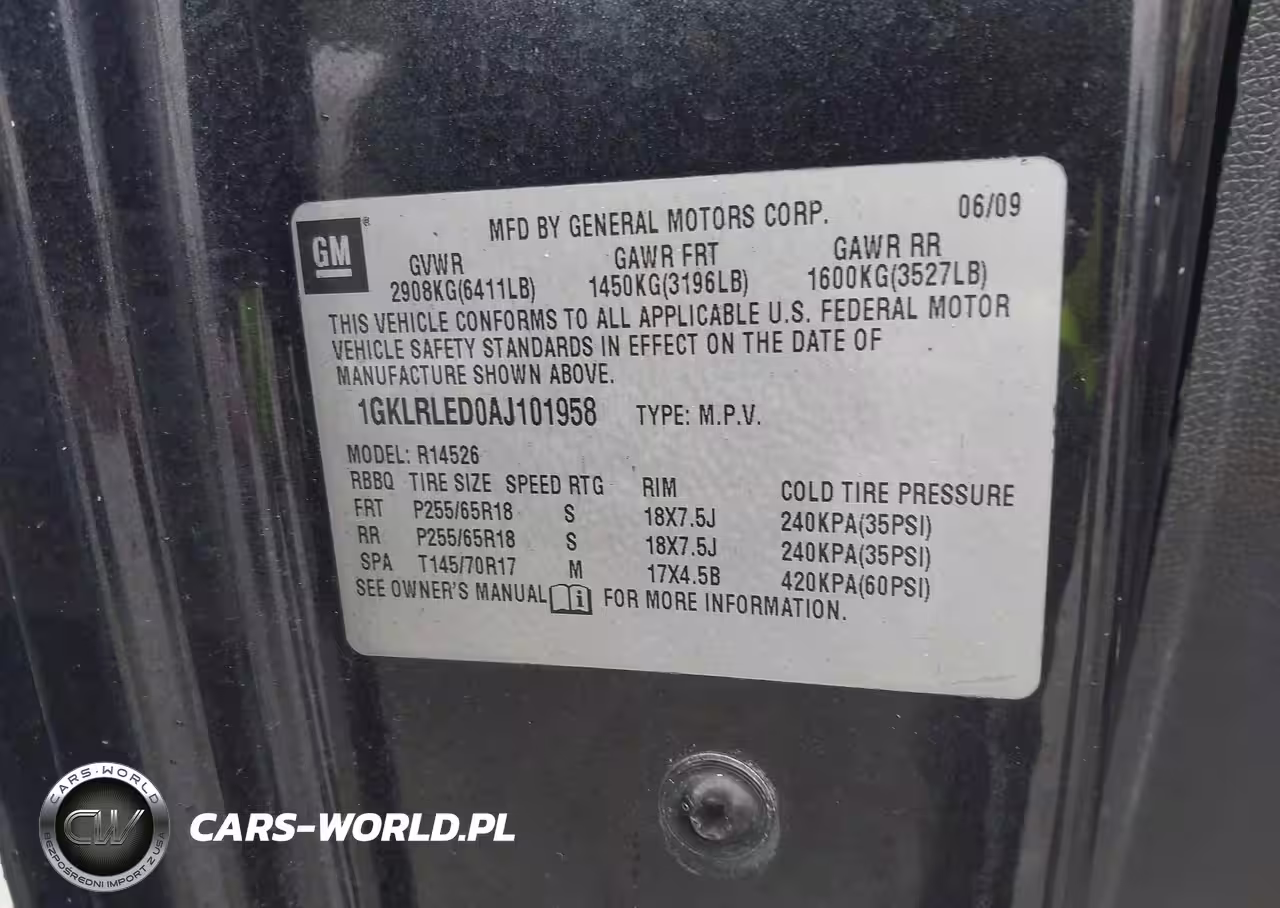 GM ®
MFD BY GENERAL MOTORS CORP. 06/09
GVWR GAWR FRT GAWR RR
2908KG(6411LB) 1450KG(3196LB) 1600KG(3527LB)
THIS VEHICLE CONFORMS TO ALL APPLICABLE U.S. FEDERAL MOTOR
VEHICLE SAFETY STANDARDS IN EFFECT ON THE DATE OF
MANUFACTURE SHOWN ABOVE.
1GKLRLED0AJ101958 TYPE: M.P.V.
MODEL: R14526
RBBQ TIRE SIZE SPEED RTG RIM COLD TIRE PRESSURE
FRT P255/65R18 S 18X7.5J 240KPA(35PSI)
RR P255/65R18 S 18X7.5J 240KPA(35PSI)
SPA T145/70R17 M 17X4.5B 420KPA(60PSI)
SEE OWNER'S MANUAL i FOR MORE INFORMATION.
CARS-WORLD
CW
BEZPOŚREDNI IMPORT Z USA
CARS-WORLD.PL